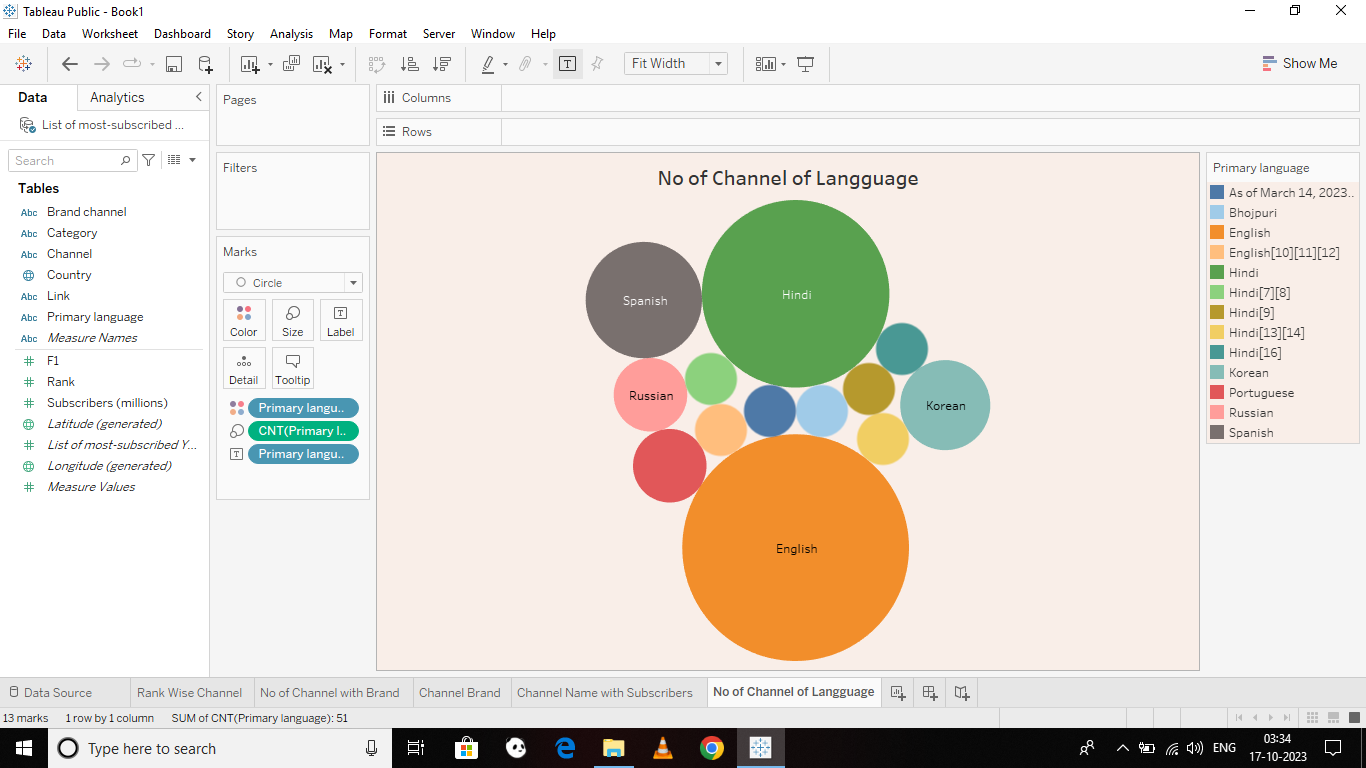 Tableau Public - Book1
File Data Worksheet Dashboard Story Analysis Map Format Server Window Help
Fit Width
Show Me
Data
Analytics
List of most-subscribed ...
Search
Tables
Abc Brand channel
Abc Category
Abc Channel
Country
Abc Link
Abc Primary language
Abc Measure Names
F1
Rank
Subscribers (millions)
Latitude (generated)
List of most-subscribed Y...
Longitude (generated)
Measure Values
Pages
Filters
Marks
Circle
Color
Size
Label
Detail
Tooltip
Primary langu..
CNT(Primary l..
Primary langu..
Columns
Rows
No of Channel of Langguage
Hindi
Spanish
Russian
Korean
English
Primary language
As of March 14, 2023..
Bhojpuri
English
English[10][11][12]
Hindi
Hindi[7][8]
Hindi[9]
Hindi[13][14]
Hindi[16]
Korean
Portuguese
Russian
Spanish
Data Source
Rank Wise Channel
No of Channel with Brand
Channel Brand
Channel Name with Subscribers
No of Channel of Langguage
13 marks 1 row by 1 column SUM of CNT(Primary language): 51
Type here to search
ENG
03:34
17-10-2023